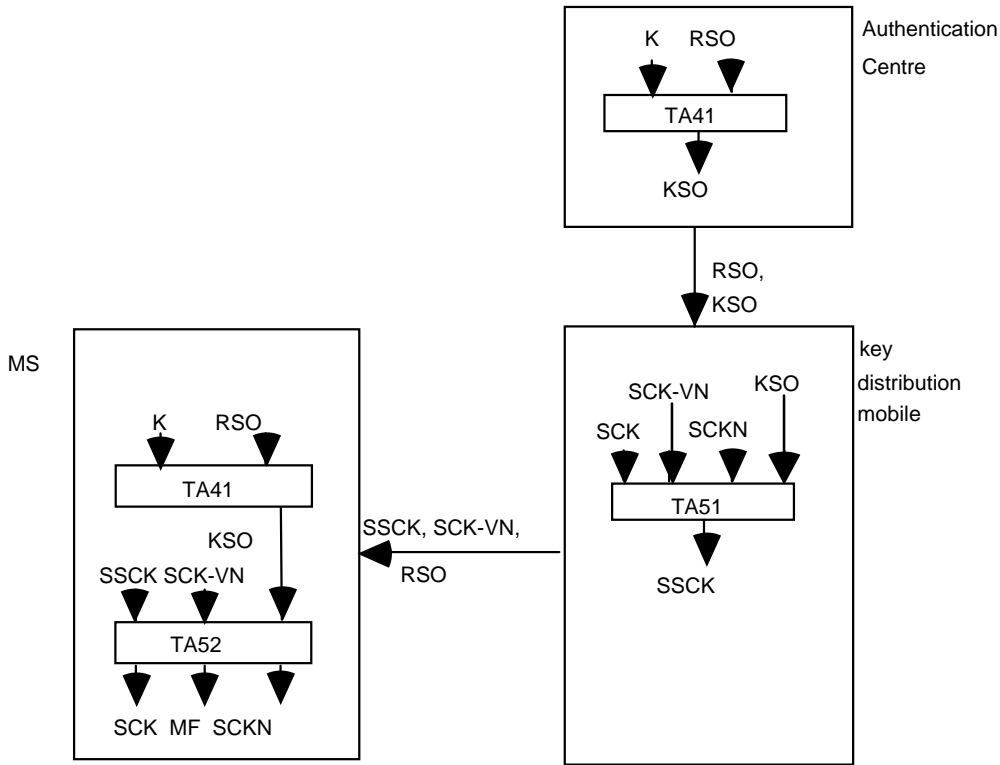 Authentication
Centre
K RSO
TA41
KSO
RSO,
KSO
MS
K RSO
TA41
KSO
SSCK SCK-VN
TA52
SCK MF SCKN
SSCK, SCK-VN,
RSO
key
distribution
mobile
SCK-VN KSO
SCK SCKN
TA51
SSCK